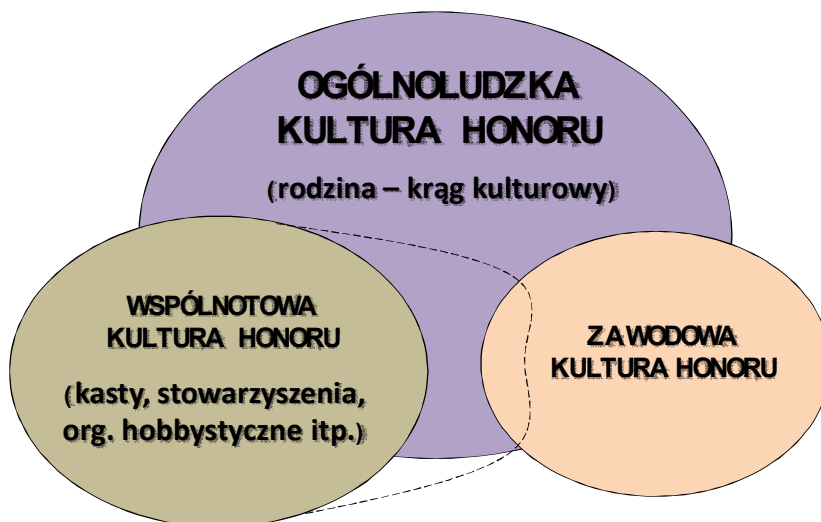 OGÓLNOLUDZKA
KULTURA HONORU
(rodzina – krąg kulturowy)
WSPÓLNOTOWA
KULTURA HONORU
(kasty, stowarzyszenia,
org. hobbystyczne itp.)
ZAWODOWA
KULTURA HONORU